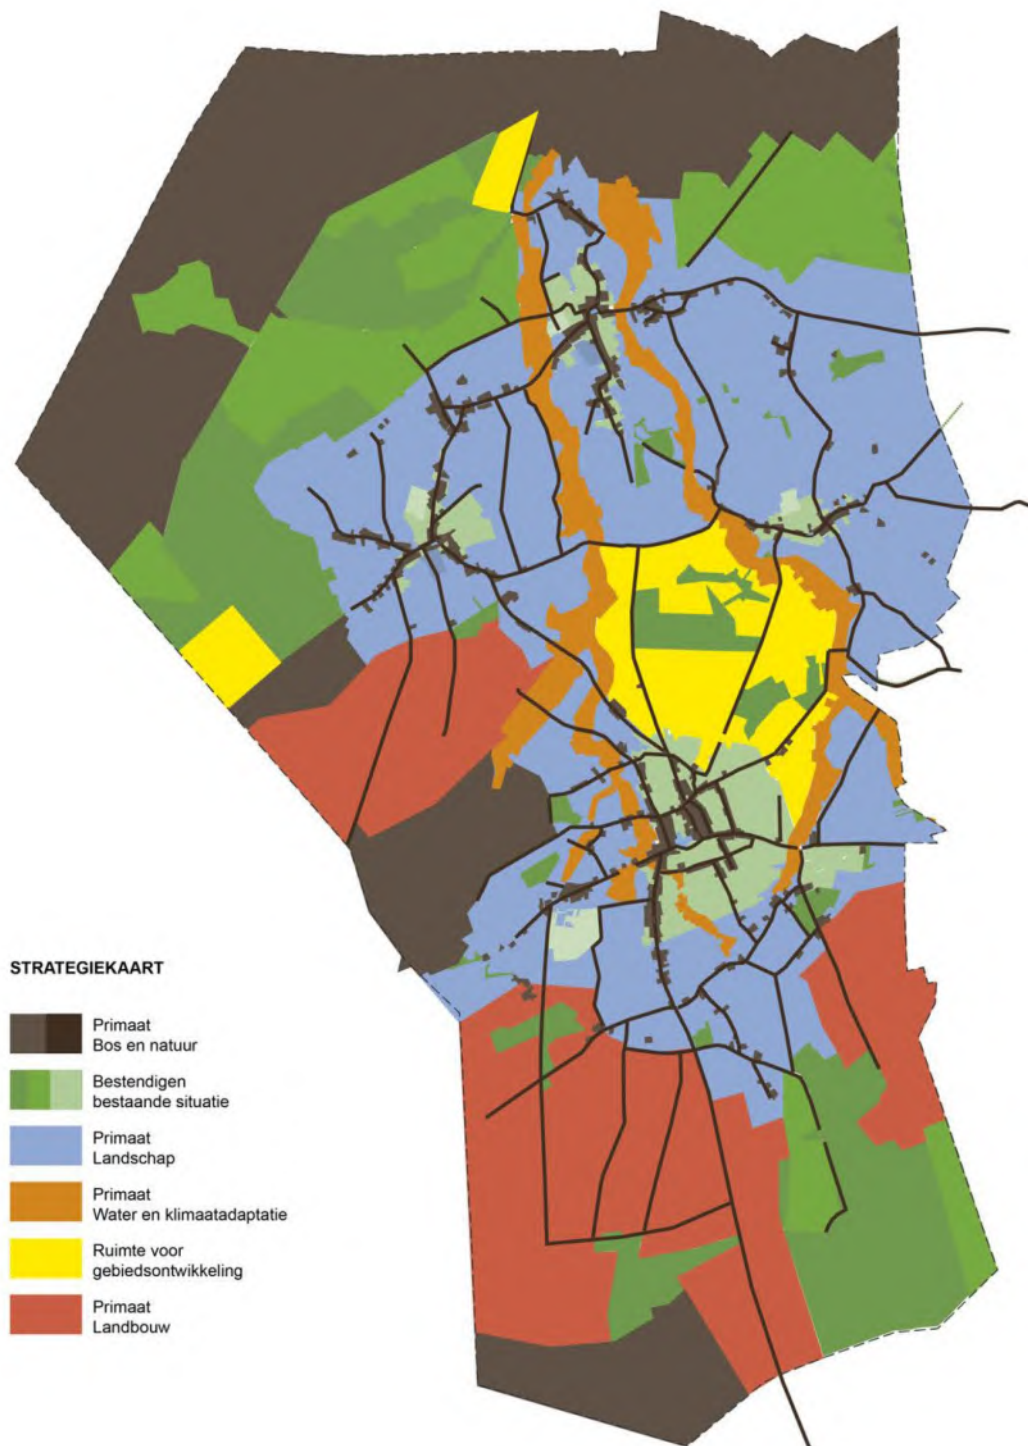 STRATEGIEKAART
Primaat
Bos en natuur
Bestendigen
bestaande situatie
Primaat
Landschap
Primaat
Water en klimaatadaptatie
Ruimte voor
gebiedsontwikkeling
Primaat
Landbouw